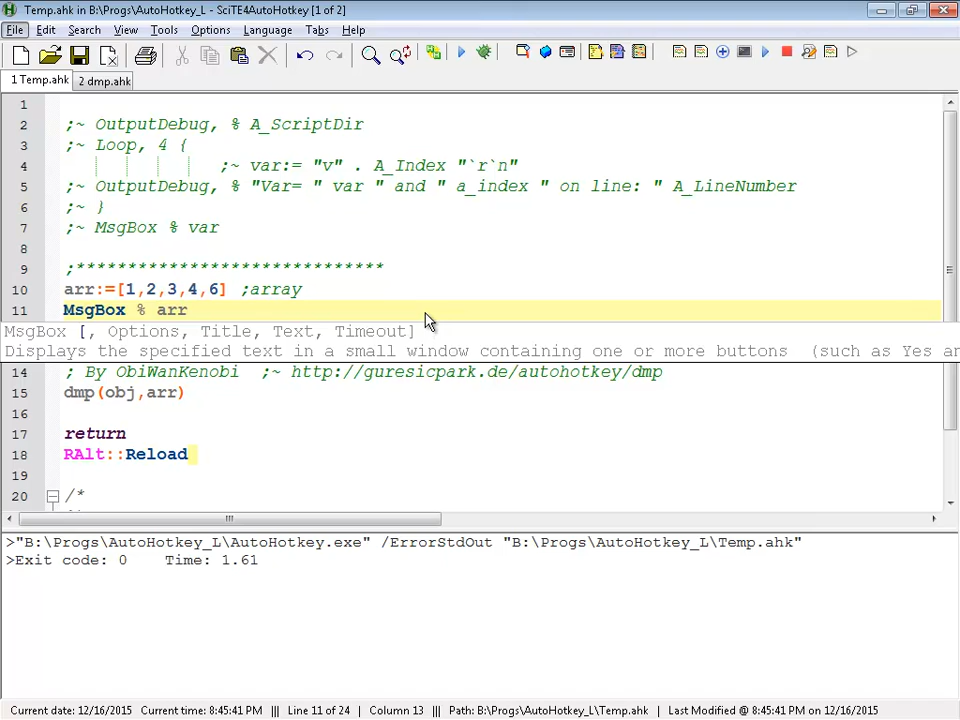 Temp.ahk in B:\Progs\AutoHotkey_L - SciTE4AutoHotkey [1 of 2]
File Edit Search View Tools Options Language Tabs Help
1 Temp.ahk 2 dmp.ahk
1
2 ;~ OutputDebug, % A_ScriptDir
3 ;~ Loop, 4 {
4 ;~ var:= "v" . A_Index "`r`n"
5 ;~ OutputDebug, % "Var= " var " and " a_index " on line: " A_LineNumber
6 ;~ }
7 ;~ MsgBox % var
8
9 ;******************************
10 arr:=[1,2,3,4,6] ;array
11 MsgBox % arr
MsgBox [, Options, Title, Text, Timeout]
Displays the specified text in a small window containing one or more buttons (such as Yes an
14 ; By ObiWanKenobi ;~ http://guresicpark.de/autohotkey/dmp
15 dmp(obj,arr)
16
17 return
18 RAlt::Reload
19
20 /*
>"B:\Progs\AutoHotkey_L\AutoHotkey.exe" /ErrorStdOut "B:\Progs\AutoHotkey_L\Temp.ahk"
>Exit code: 0 Time: 1.61
Current date: 12/16/2015 Current time: 8:45:41 PM ||| Line 11 of 24 ||| Column 13 ||| Path: B:\Progs\AutoHotkey_L\Temp.ahk ||| Last Modified @ 8:45:41 PM on 12/16/2015